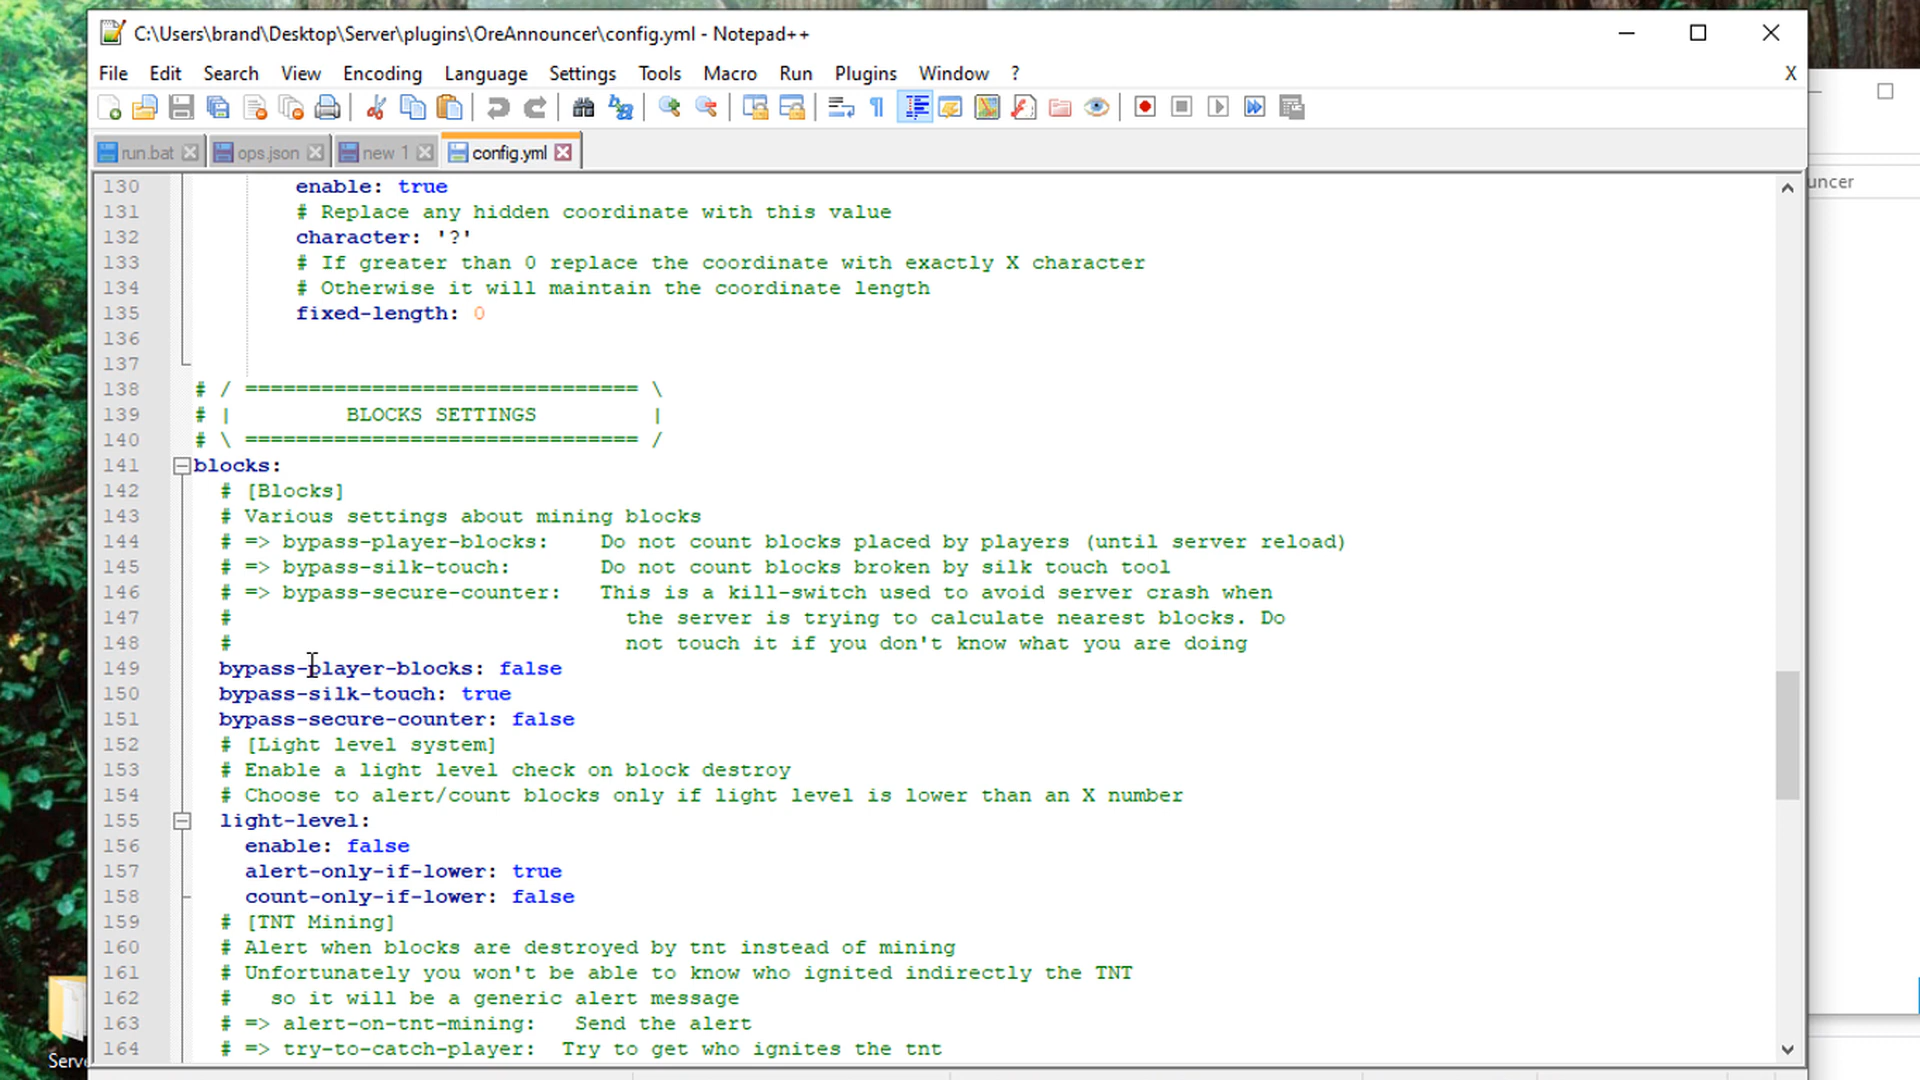 C:\Users\brand\Desktop\Server\plugins\OreAnnouncer\config.yml - Notepad++
File Edit Search View Encoding Language Settings Tools Macro Run Plugins Window ? X
run.bat ops.json new 1 config.yml
uncer
130 enable: true
131 # Replace any hidden coordinate with this value
132 character: '?'
133 # If greater than 0 replace the coordinate with exactly X character
134 # Otherwise it will maintain the coordinate length
135 fixed-length: 0
136
137
138 # / =============================== \
139 # | BLOCKS SETTINGS |
140 # \ =============================== /
141 blocks:
142 # [Blocks]
143 # Various settings about mining blocks
144 # => bypass-player-blocks: Do not count blocks placed by players (until server reload)
145 # => bypass-silk-touch: Do not count blocks broken by silk touch tool
146 # => bypass-secure-counter: This is a kill-switch used to avoid server crash when
147 # the server is trying to calculate nearest blocks. Do
148 # not touch it if you don't know what you are doing
149 bypass-player-blocks: false
150 bypass-silk-touch: true
151 bypass-secure-counter: false
152 # [Light level system]
153 # Enable a light level check on block destroy
154 # Choose to alert/count blocks only if light level is lower than an X number
155 light-level:
156 enable: false
157 alert-only-if-lower: true
158 count-only-if-lower: false
159 # [TNT Mining]
160 # Alert when blocks are destroyed by tnt instead of mining
161 # Unfortunately you won't be able to know who ignited indirectly the TNT
162 # so it will be a generic alert message
163 # => alert-on-tnt-mining: Send the alert
164 # => try-to-catch-player: Try to get who ignites the tnt
Serve